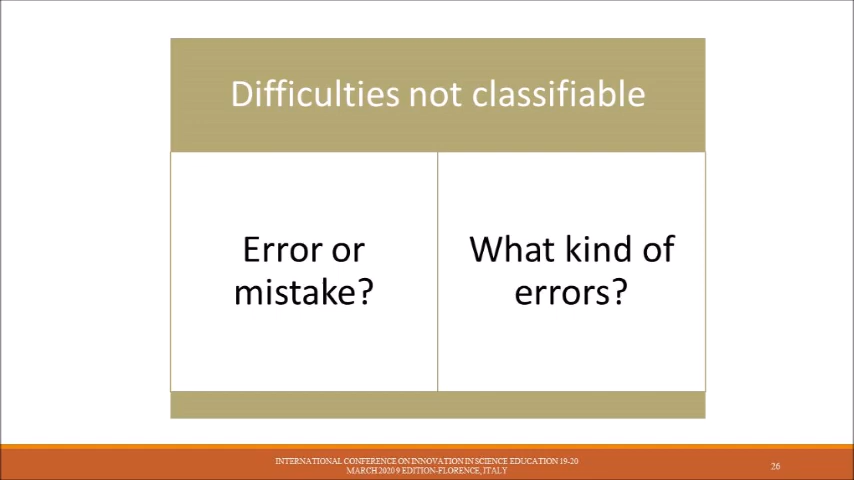 Difficulties not classifiable
Error or
mistake?
What kind of
errors?
INTERNATIONAL CONFERENCE ON INNOVATION IN SCIENCE EDUCATION 19-20
MARCH 2020 9 EDITION-FLORENCE, ITALY
26